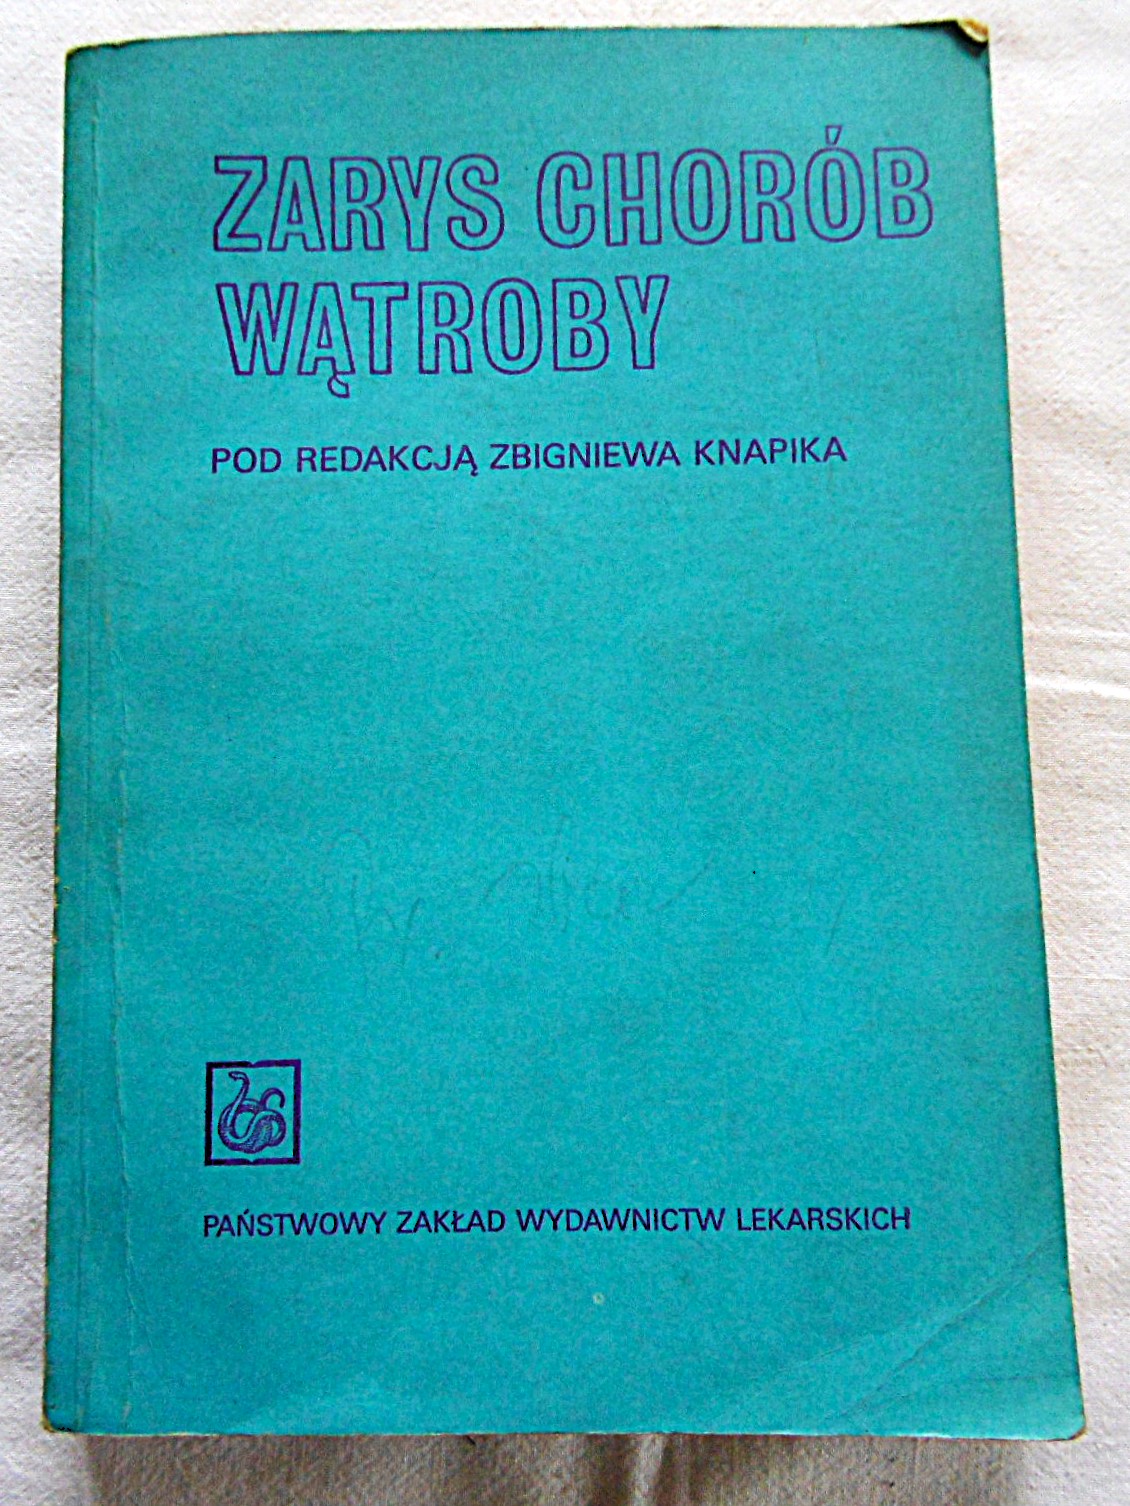 ZARYS CHORÓB
WĄTROBY
POD REDAKCJĄ ZBIGNIEWA KNAPIKA
PAŃSTWOWY ZAKŁAD WYDAWNICTW LEKARSKICH